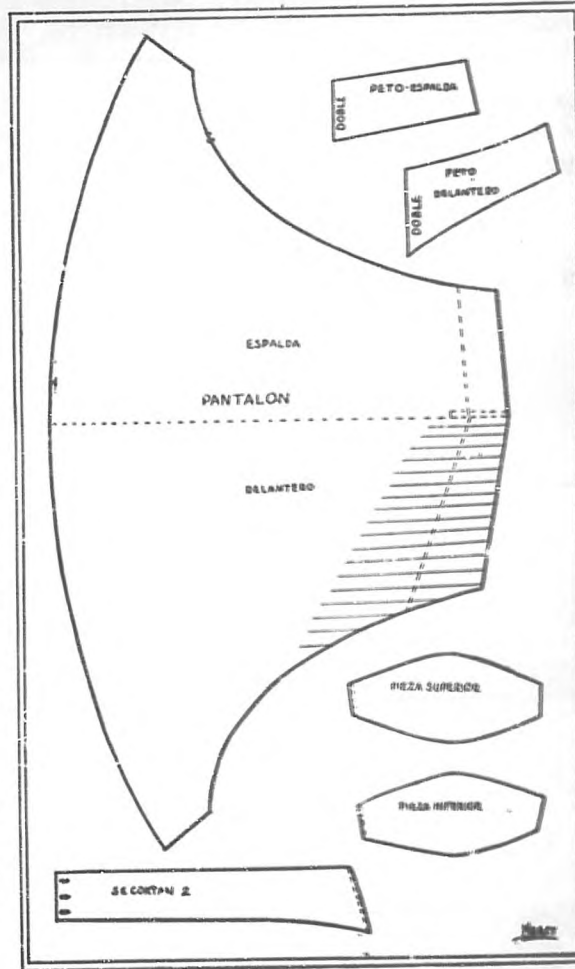 PETO-ESPALDA
DOBLE
PETO
DELANTERO
DOBLE
ESPALDA
PANTALON
DELANTERO
PIEZA SUPERIOR
PIEZA INFERIOR
SE CORTAN 2